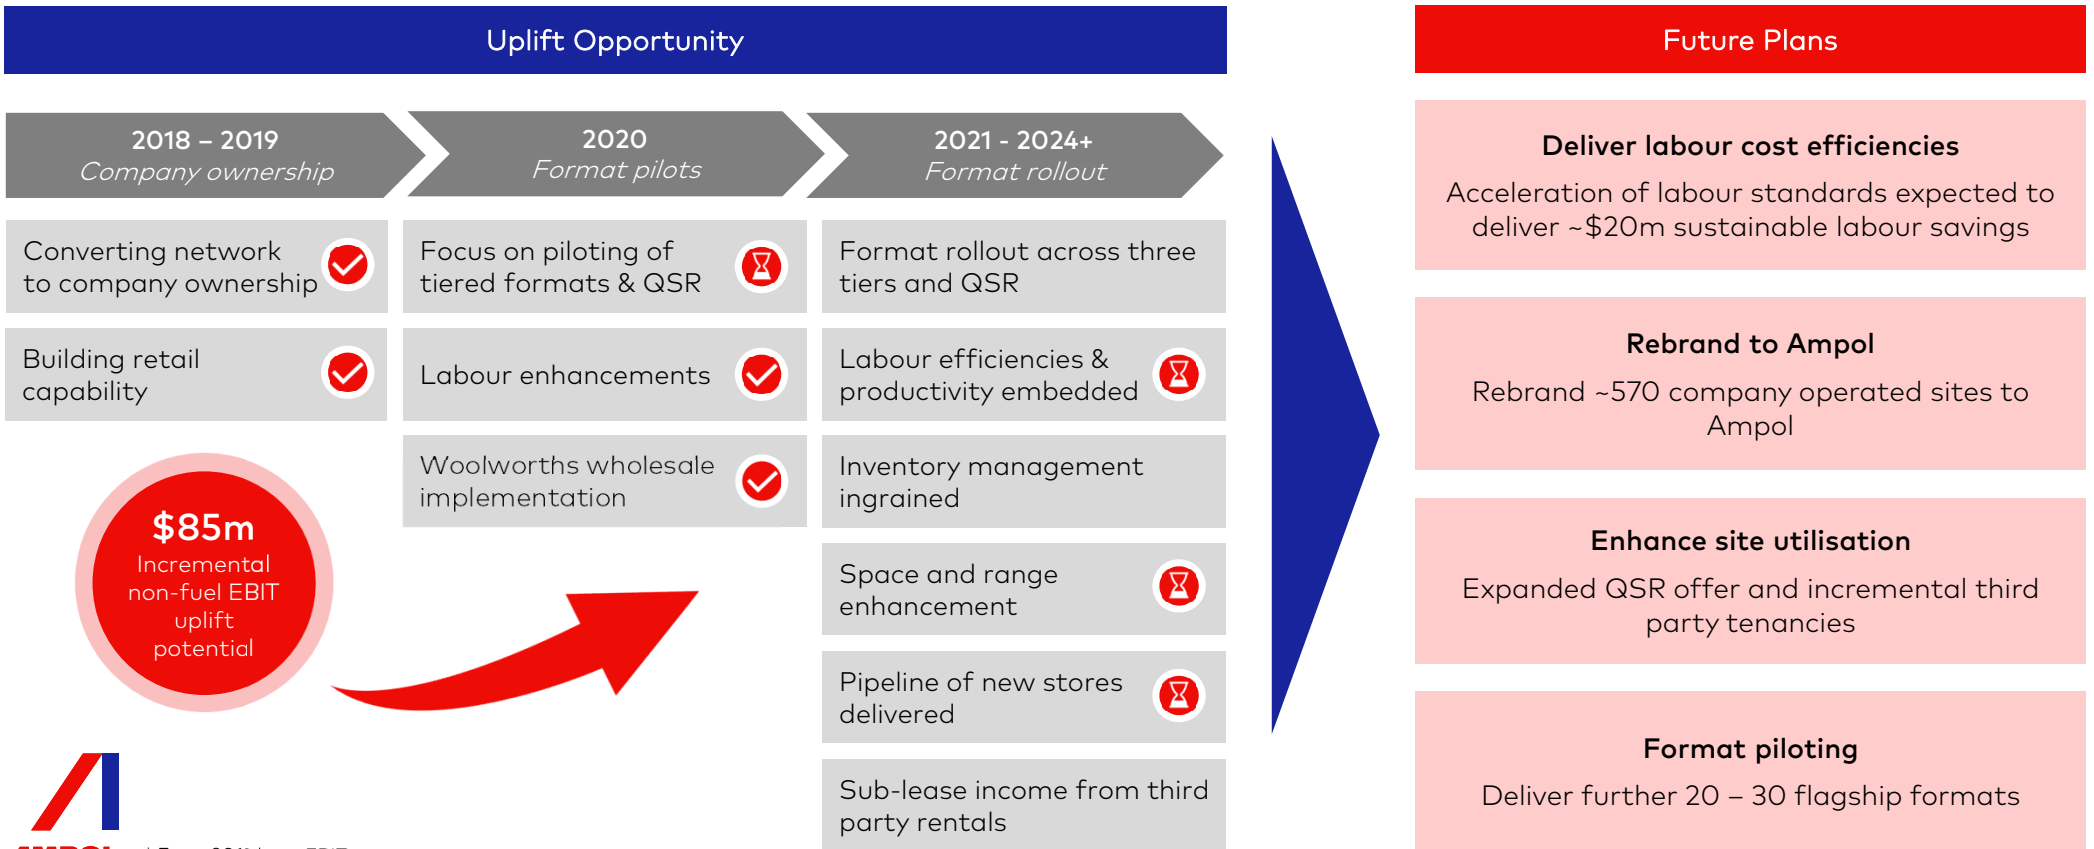 Uplift Opportunity
Future Plans
2018 – 2019
Company ownership
2020
Format pilots
2021 - 2024+
Format rollout
Converting network
to company ownership
Building retail
capability
$85m
Incremental
non-fuel EBIT
uplift
potential
Focus on piloting of
tiered formats & QSR
Labour enhancements
Woolworths wholesale
implementation
Format rollout across three
tiers and QSR
Labour efficiencies &
productivity embedded
Inventory management
ingrained
Space and range
enhancement
Pipeline of new stores
delivered
Sub-lease income from third
party rentals
Deliver labour cost efficiencies
Acceleration of labour standards expected to
deliver ~$20m sustainable labour savings
Rebrand to Ampol
Rebrand ~570 company operated sites to
Ampol
Enhance site utilisation
Expanded QSR offer and incremental third
party tenancies
Format piloting
Deliver further 20 – 30 flagship formats